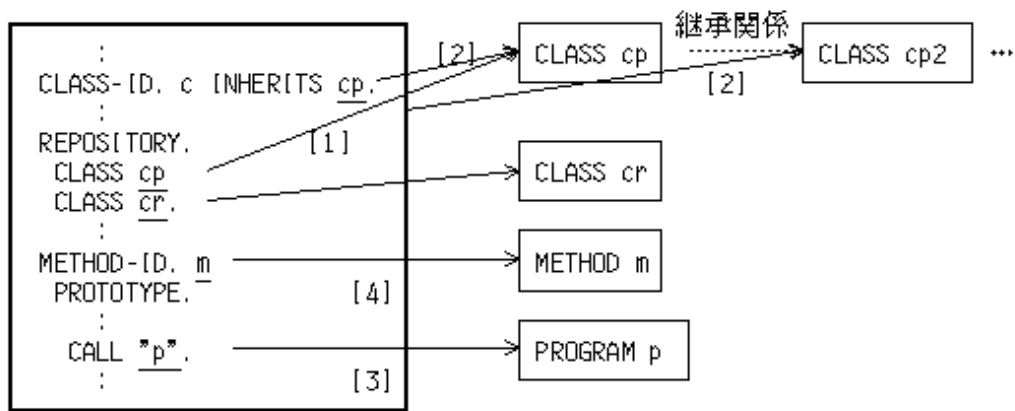 :
CLASS-ID. c INHERITS cp.
:
REPOSITORY.
CLASS cp
CLASS cr.
:
METHOD-ID. m
PROTOTYPE.
:
CALL "p".
:
[2]
[1]
[4]
[3]
CLASS cp
継承関係
[2]
CLASS cp2
…
CLASS cr
METHOD m
PROGRAM p